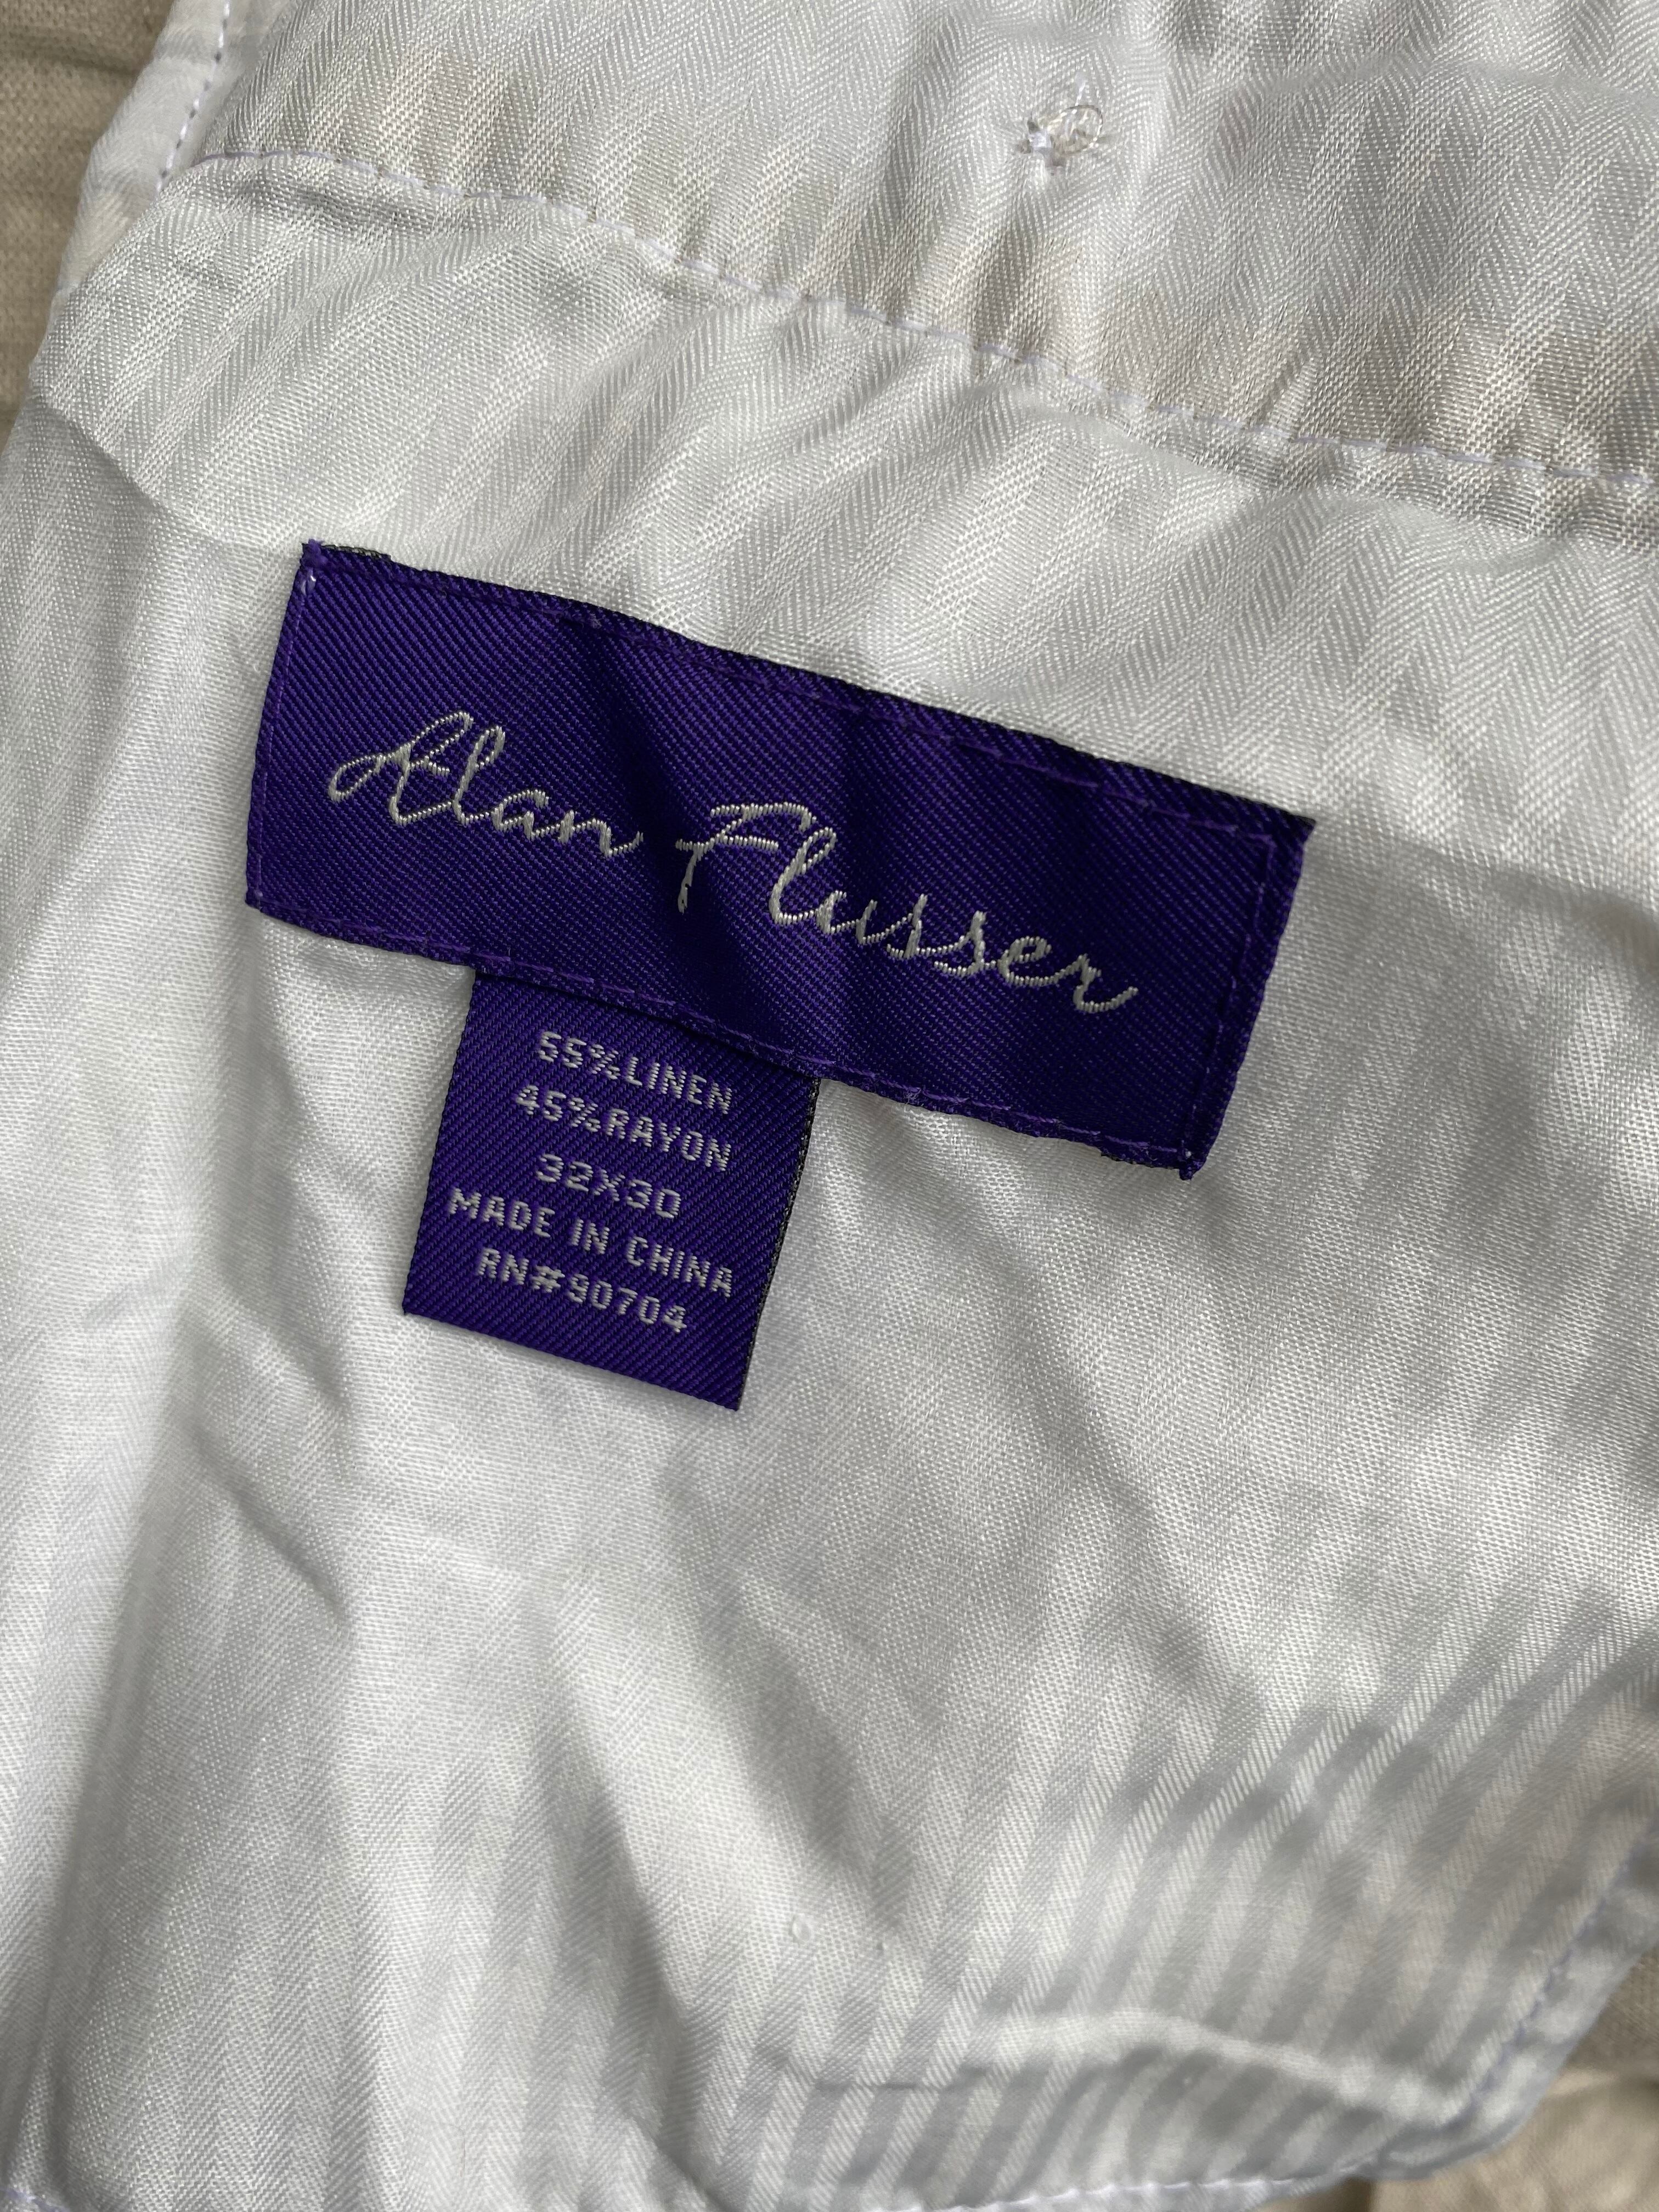 Alan Flusser
55%LINEN
45%RAYON
32X30
MADE IN CHINA
RN#90704